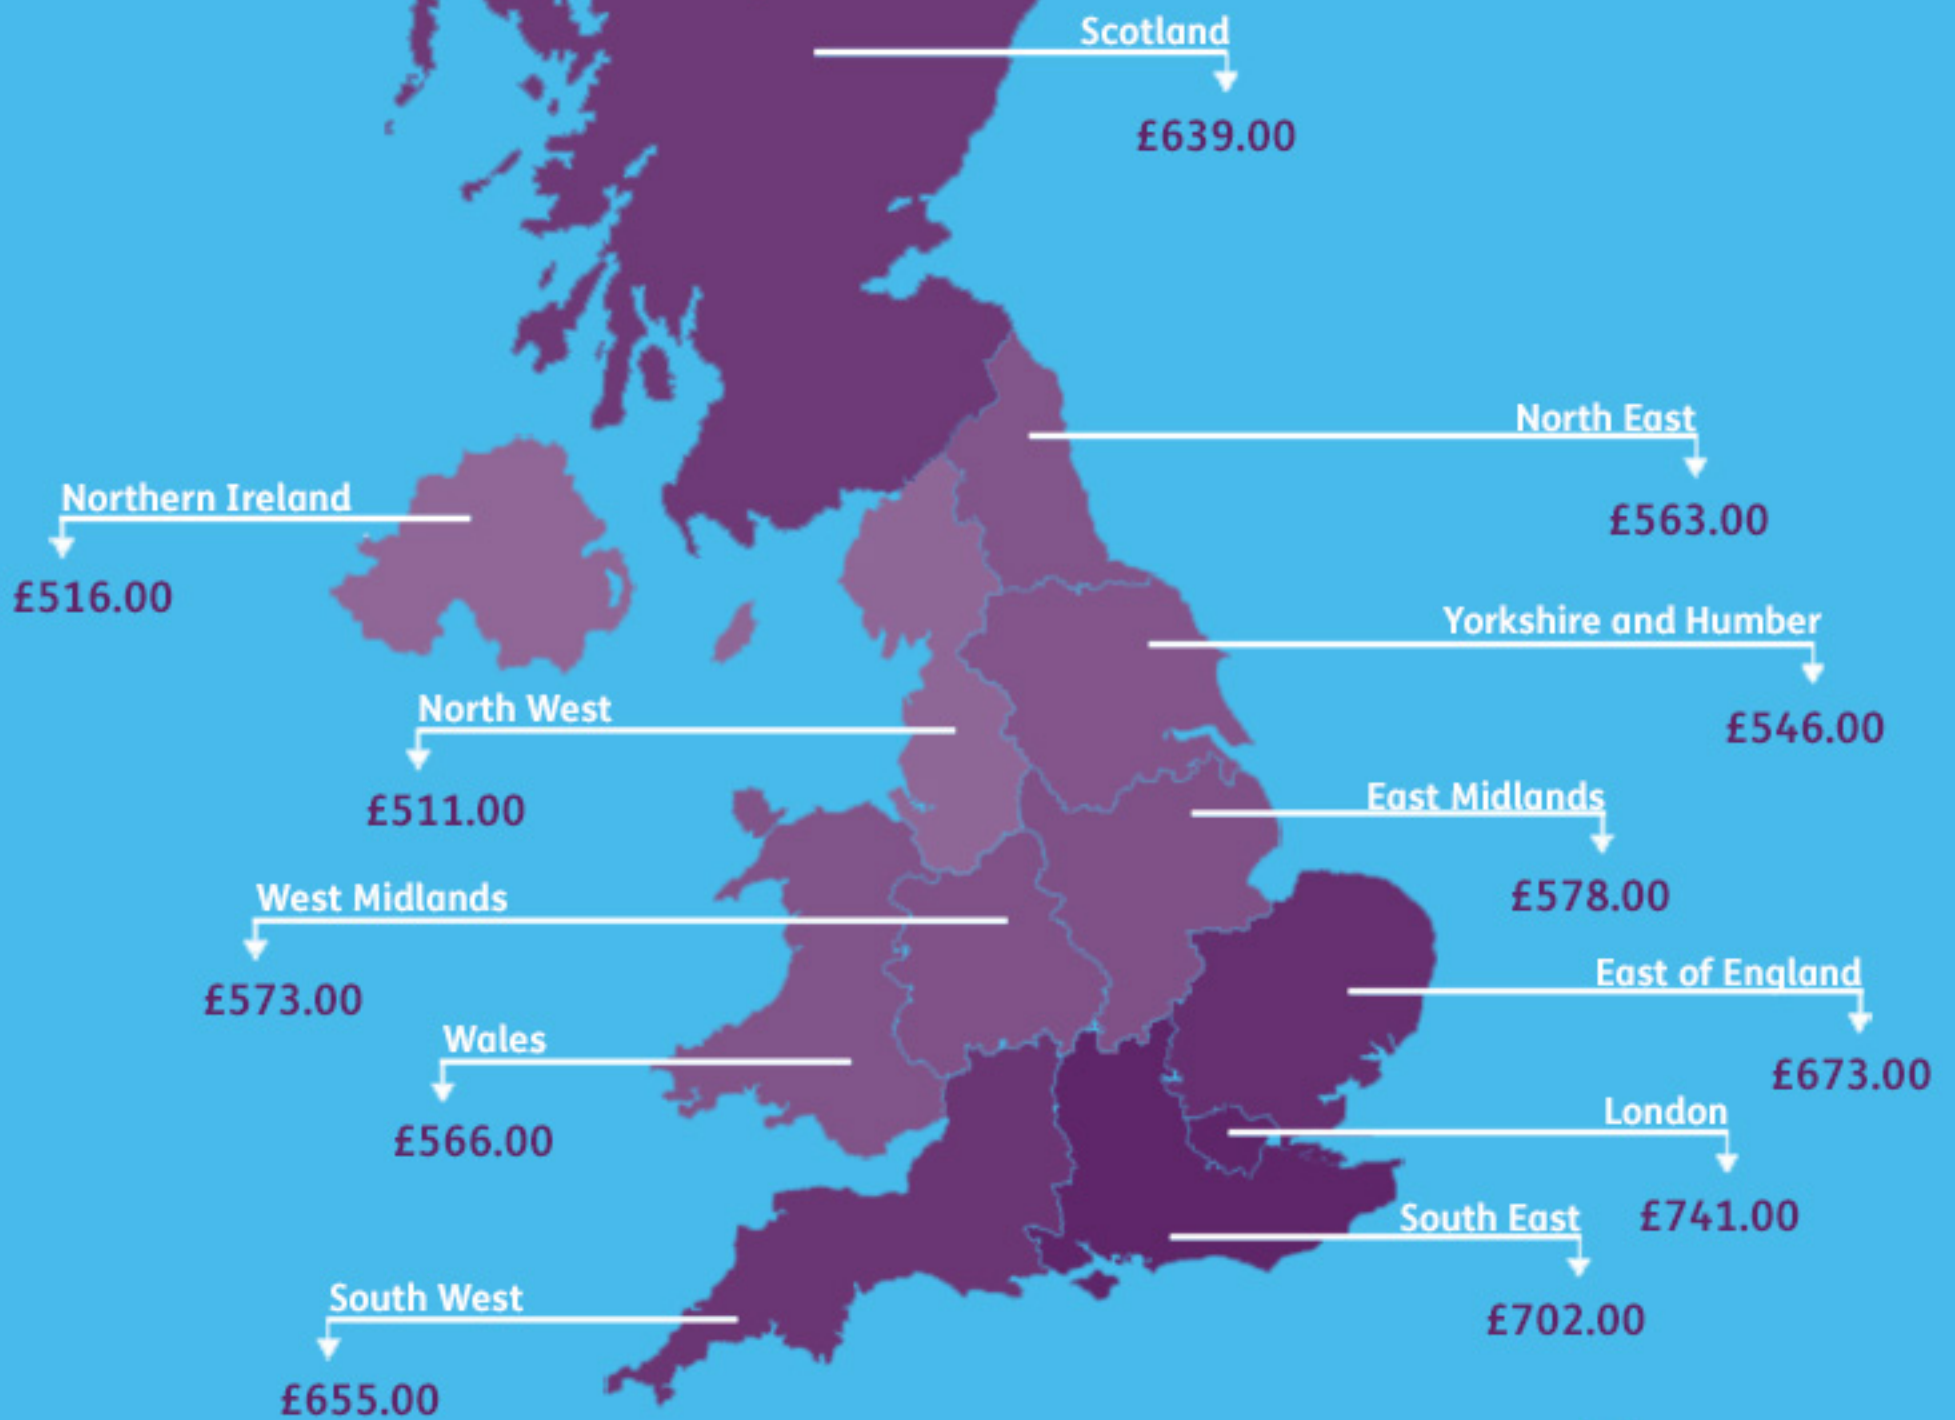 Scotland
£639.00
North East
£563.00
Northern Ireland
£516.00
Yorkshire and Humber
£546.00
North West
£511.00
East Midlands
£578.00
West Midlands
£573.00
East of England
£673.00
Wales
£566.00
London
£741.00
South East
£702.00
South West
£655.00